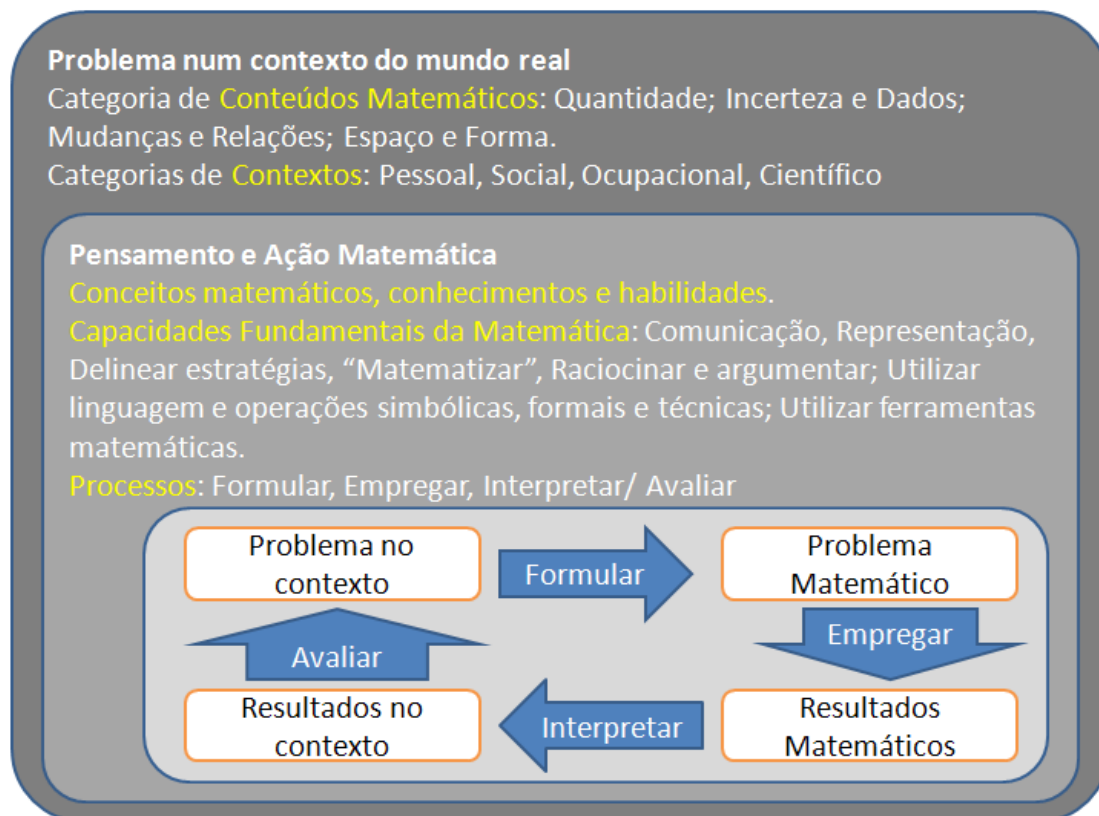 Problema num contexto do mundo real
Categoria de Conteúdos Matemáticos: Quantidade; Incerteza e Dados;
Mudanças e Relações; Espaço e Forma.
Categorias de Contextos: Pessoal, Social, Ocupacional, Científico
Pensamento e Ação Matemática
Conceitos matemáticos, conhecimentos e habilidades.
Capacidades Fundamentais da Matemática: Comunicação, Representação,
Delinear estratégias, “Matematizar”, Raciocinar e argumentar; Utilizar
linguagem e operações simbólicas, formais e técnicas; Utilizar ferramentas
matemáticas.
Processos: Formular, Empregar, Interpretar/ Avaliar
Problema no
contexto
Formular
Problema
Matemático
Avaliar
Empregar
Resultados no
contexto
Interpretar
Resultados
Matemáticos